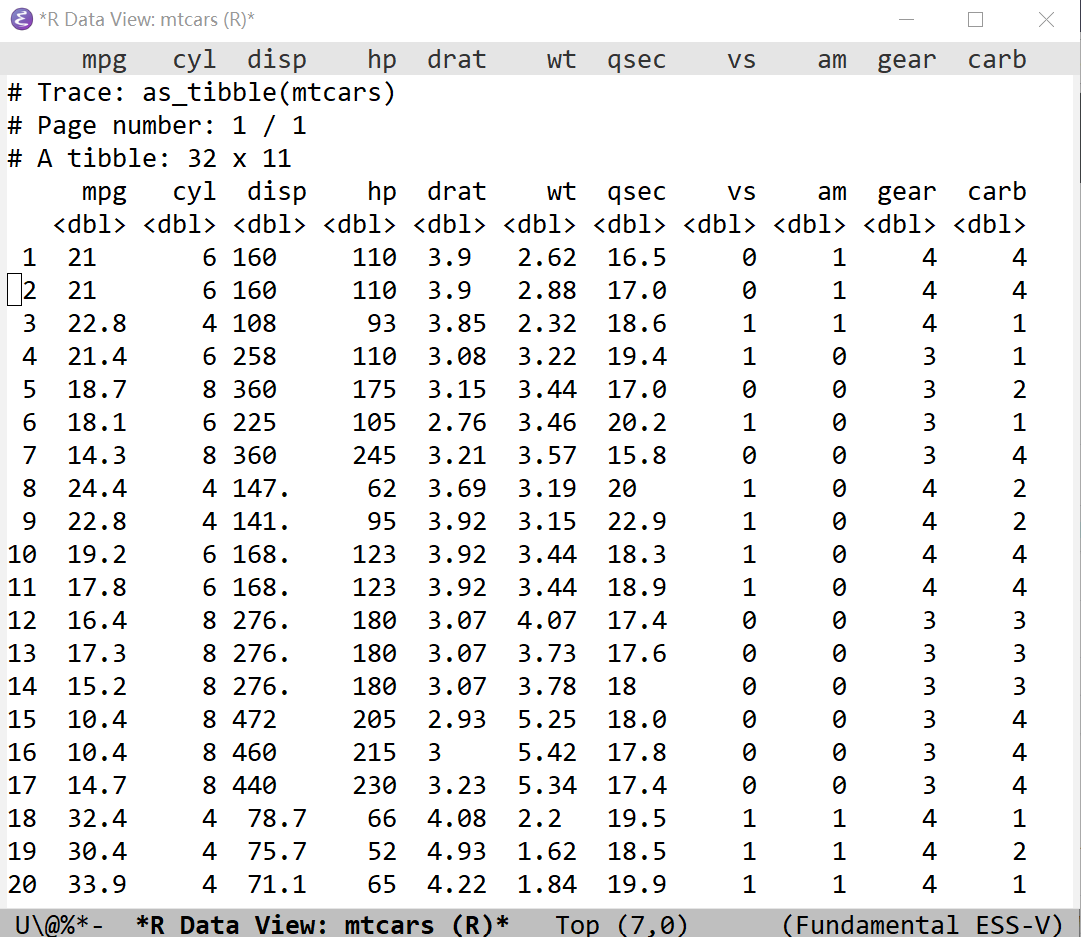 *R Data View: mtcars (R)*
mpg cyl disp hp drat wt qsec vs am gear carb
# Trace: as_tibble(mtcars)
# Page number: 1 / 1
# A tibble: 32 x 11
mpg cyl disp hp drat wt qsec vs am gear carb
<dbl> <dbl> <dbl> <dbl> <dbl> <dbl> <dbl> <dbl> <dbl> <dbl> <dbl>
1 21 6 160 110 3.9 2.62 16.5 0 1 4 4
2 21 6 160 110 3.9 2.88 17.0 0 1 4 4
3 22.8 4 108 93 3.85 2.32 18.6 1 1 4 1
4 21.4 6 258 110 3.08 3.22 19.4 1 0 3 1
5 18.7 8 360 175 3.15 3.44 17.0 0 0 3 2
6 18.1 6 225 105 2.76 3.46 20.2 1 0 3 1
7 14.3 8 360 245 3.21 3.57 15.8 0 0 3 4
8 24.4 4 147. 62 3.69 3.19 20 1 0 4 2
9 22.8 4 141. 95 3.92 3.15 22.9 1 0 4 2
10 19.2 6 168. 123 3.92 3.44 18.3 1 0 4 4
11 17.8 6 168. 123 3.92 3.44 18.9 1 0 4 4
12 16.4 8 276. 180 3.07 4.07 17.4 0 0 3 3
13 17.3 8 276. 180 3.07 3.73 17.6 0 0 3 3
14 15.2 8 276. 180 3.07 3.78 18 0 0 3 3
15 10.4 8 472 205 2.93 5.25 18.0 0 0 3 4
16 10.4 8 460 215 3 5.42 17.8 0 0 3 4
17 14.7 8 440 230 3.23 5.34 17.4 0 0 3 4
18 32.4 4 78.7 66 4.08 2.2 19.5 1 1 4 1
19 30.4 4 75.7 52 4.93 1.62 18.5 1 1 4 2
20 33.9 4 71.1 65 4.22 1.84 19.9 1 1 4 1
U\@%*- *R Data View: mtcars (R)* Top (7,0) (Fundamental ESS-V)